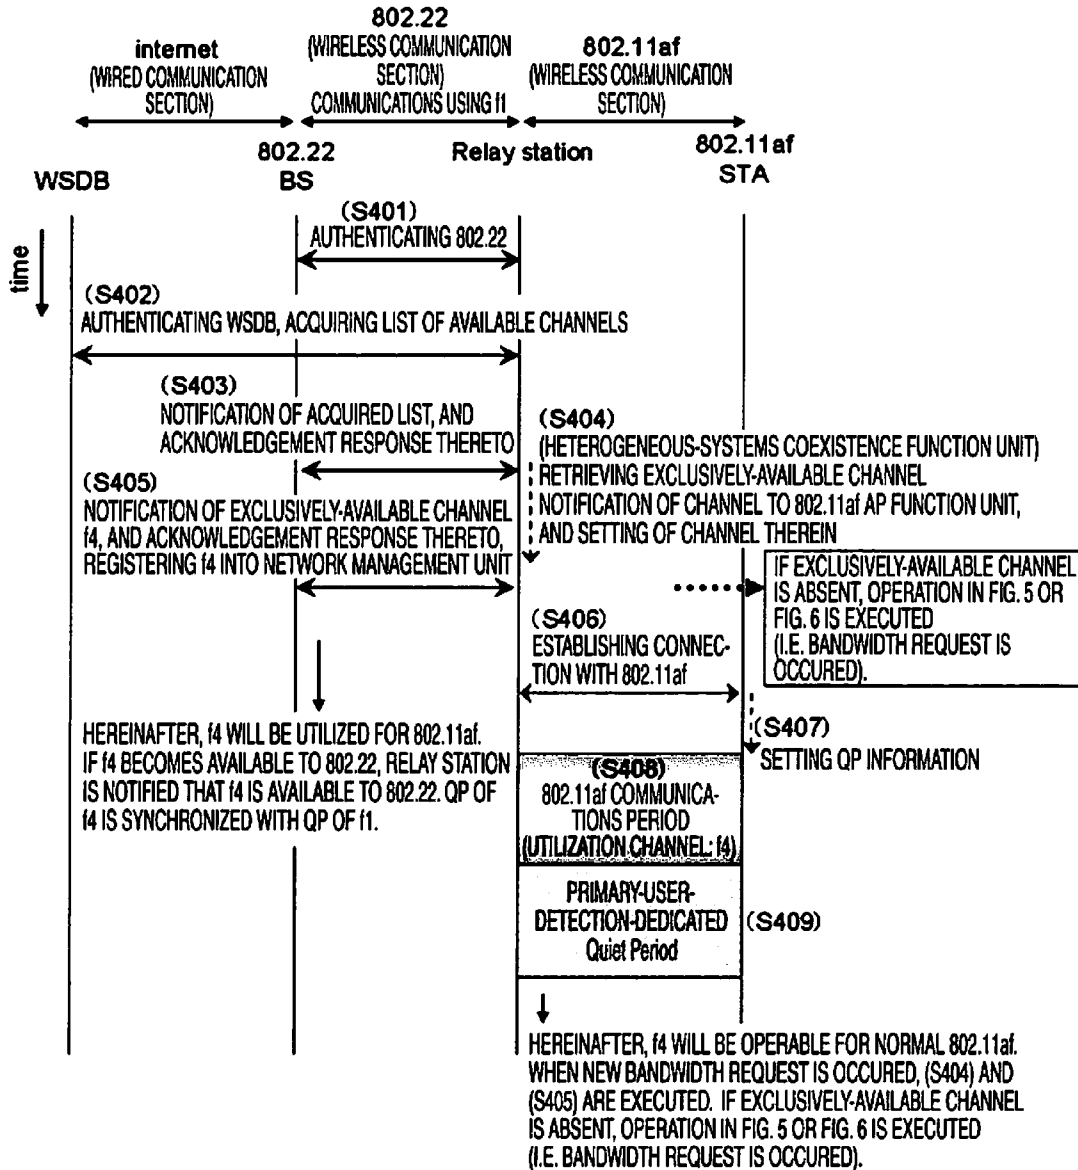 internet
(WIRED COMMUNICATION
SECTION)
802.22
(WIRELESS COMMUNICATION
SECTION)
COMMUNICATIONS USING f1
802.11af
(WIRELESS COMMUNICATION
SECTION)
WSDB
802.22
BS
Relay station
802.11af
STA
time
(S401)
AUTHENTICATING 802.22
(S402)
AUTHENTICATING WSDB, ACQUIRING LIST OF AVAILABLE CHANNELS
(S403)
NOTIFICATION OF ACQUIRED LIST, AND
ACKNOWLEDGEMENT RESPONSE THERETO
(S404)
(HETEROGENEOUS-SYSTEMS COEXISTENCE FUNCTION UNIT)
RETRIEVING EXCLUSIVELY-AVAILABLE CHANNEL
NOTIFICATION OF CHANNEL TO 802.11af AP FUNCTION UNIT,
AND SETTING OF CHANNEL THEREIN
(S405)
NOTIFICATION OF EXCLUSIVELY-AVAILABLE CHANNEL
f4, AND ACKNOWLEDGEMENT RESPONSE THERETO,
REGISTERING f4 INTO NETWORK MANAGEMENT UNIT
IF EXCLUSIVELY-AVAILABLE CHANNEL
IS ABSENT, OPERATION IN FIG. 5 OR
FIG. 6 IS EXECUTED
(I.E. BANDWIDTH REQUEST IS
OCCURED).
(S406)
ESTABLISHING CONNEC-
TION WITH 802.11af
(S407)
SETTING QP INFORMATION
HEREINAFTER, f4 WILL BE UTILIZED FOR 802.11af.
IF f4 BECOMES AVAILABLE TO 802.22, RELAY STATION
IS NOTIFIED THAT f4 IS AVAILABLE TO 802.22. QP OF
f4 IS SYNCHRONIZED WITH QP OF f1.
(S408)
802.11af COMMUNICA-
TIONS PERIOD
(UTILIZATION CHANNEL: f4)
PRIMARY-USER-
DETECTION-DEDICATED
Quiet Period
(S409)
HEREINAFTER, f4 WILL BE OPERABLE FOR NORMAL 802.11af.
WHEN NEW BANDWIDTH REQUEST IS OCCURED, (S404) AND
(S405) ARE EXECUTED. IF EXCLUSIVELY-AVAILABLE CHANNEL
IS ABSENT, OPERATION IN FIG. 5 OR FIG. 6 IS EXECUTED
(I.E. BANDWIDTH REQUEST IS OCCURED).